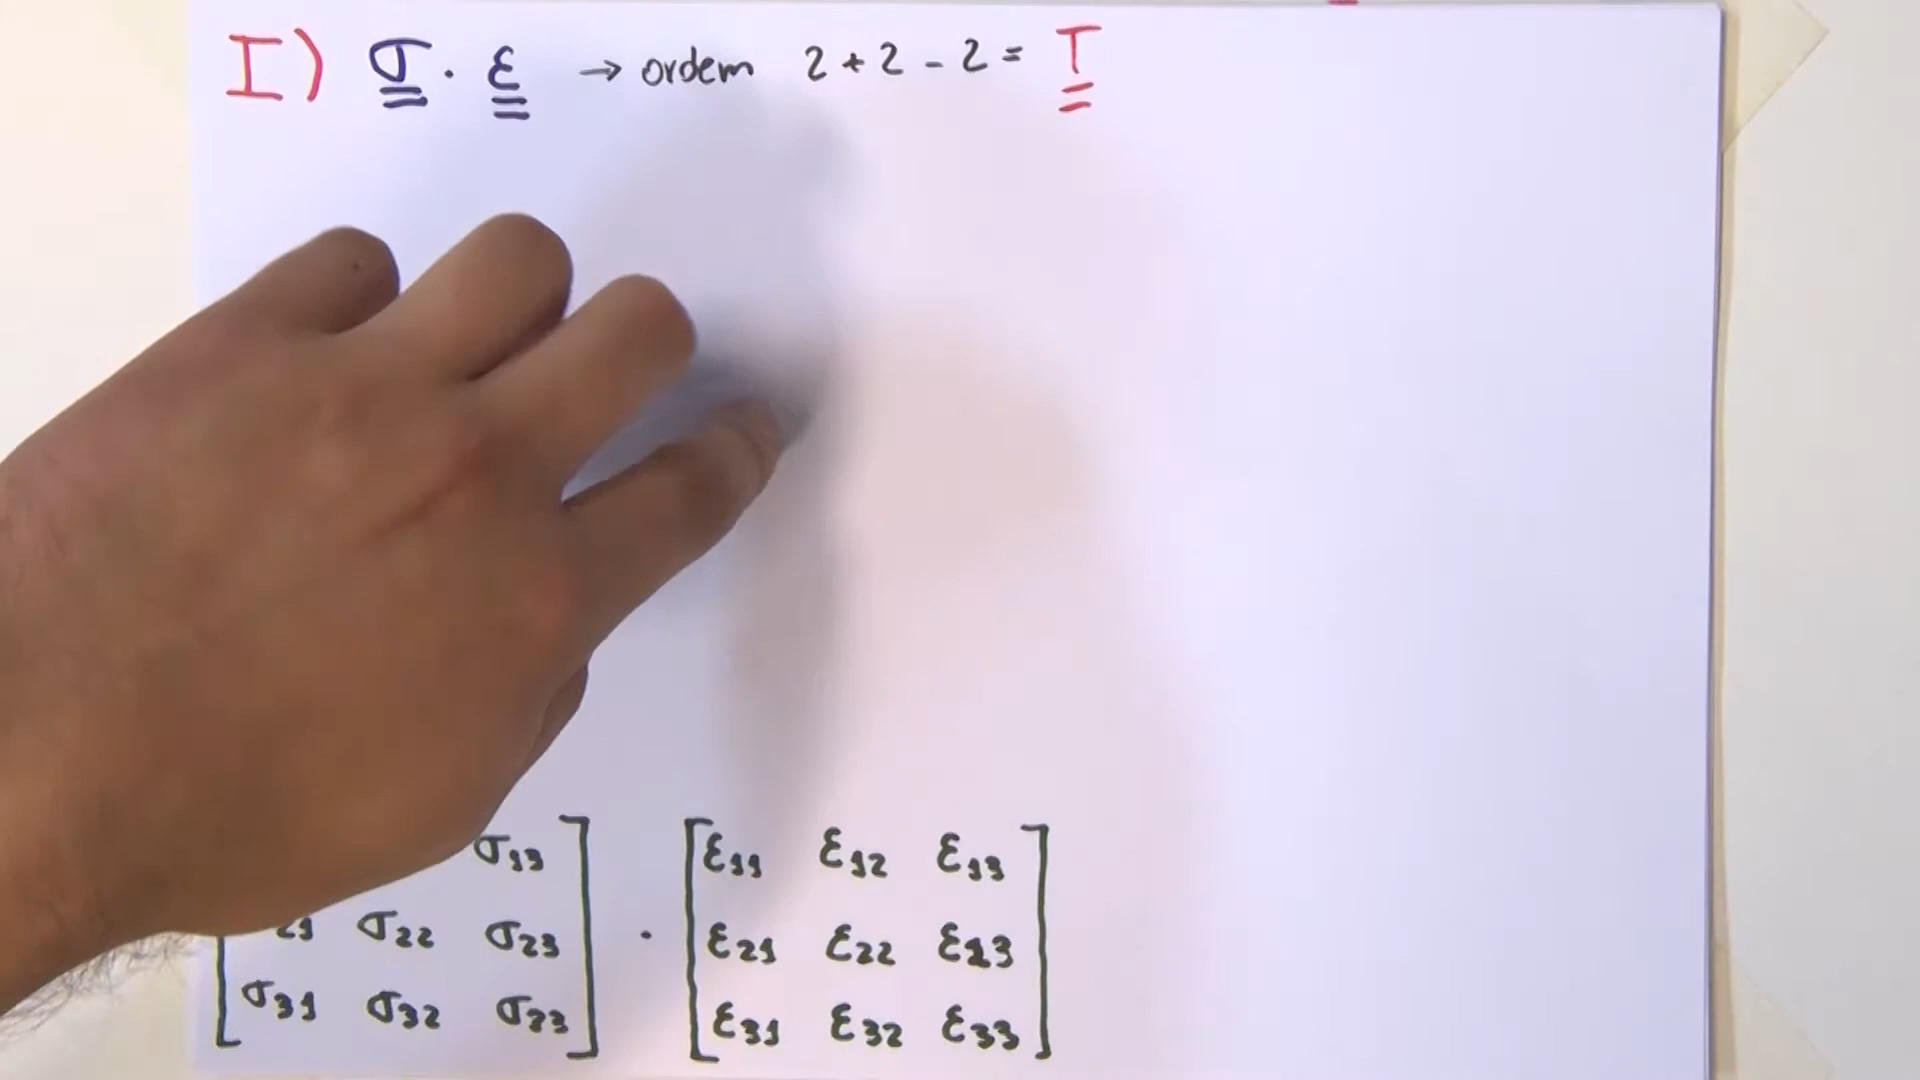 I) σ · ε → ordem 2 + 2 - 2 = T
σ13 ε11 ε12 ε13
21 σ22 σ23 · ε21 ε22 ε23
σ31 σ32 σ33 ε31 ε32 ε33